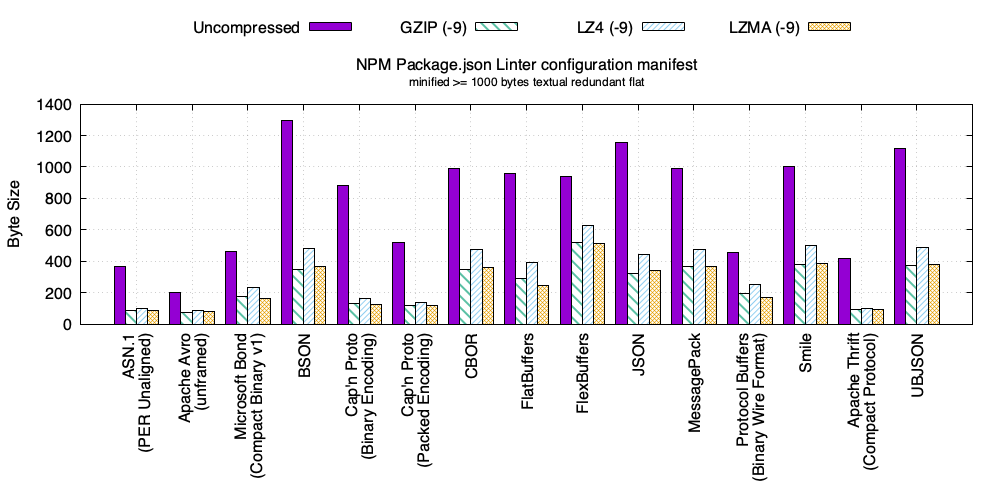 Uncompressed GZIP (-9) LZ4 (-9) LZMA (-9)
NPM Package.json Linter configuration manifest
minified >= 1000 bytes textual redundant flat
Byte Size
1400
1200
1000
800
600
400
200
0
ASN.1
(PER Unaligned)
Apache Avro
(unframed)
Microsoft Bond
(Compact Binary v1)
BSON
Cap'n Proto
(Binary Encoding)
Cap'n Proto
(Packed Encoding)
CBOR
FlatBuffers
FlexBuffers
JSON
MessagePack
Protocol Buffers
(Binary Wire Format)
Smile
Apache Thrift
(Compact Protocol)
UBJSON